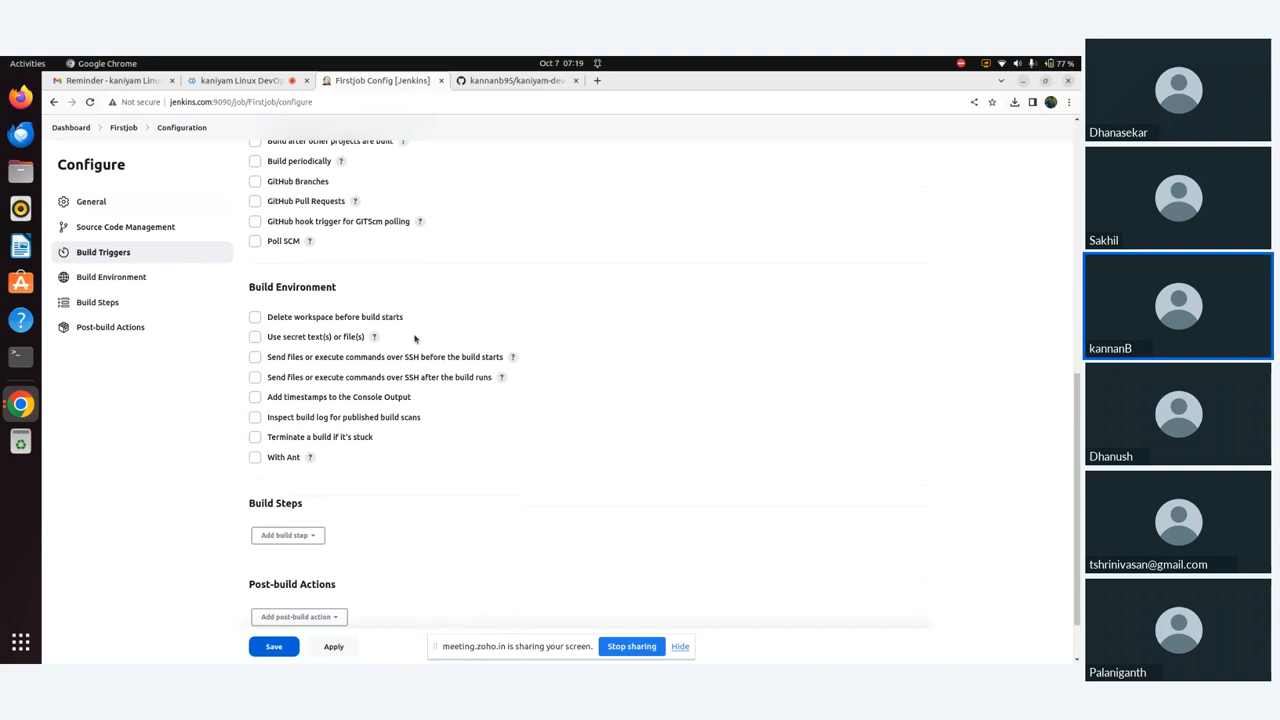 Activities
Google Chrome
Oct 7 07:19
77 %
Reminder - kaniyam Linu
kaniyam Linux DevO
Firstjob Config [Jenkins]
kannanb95/kaniyam-de
Not secure
jenkins.com:9090/job/Firstjob/configure
Dashboard
Firstjob
Configuration
Configure
General
Source Code Management
Build Triggers
Build Environment
Build Steps
Post-build Actions
Build after other projects are built ?
Build periodically ?
GitHub Branches
GitHub Pull Requests ?
GitHub hook trigger for GITScm polling ?
Poll SCM ?
Build Environment
Delete workspace before build starts
Use secret text(s) or file(s) ?
Send files or execute commands over SSH before the build starts ?
Send files or execute commands over SSH after the build runs ?
Add timestamps to the Console Output
Inspect build log for published build scans
Terminate a build if it's stuck
With Ant ?
Build Steps
Add build step
Post-build Actions
Add post-build action
Save
Apply
meeting.zoho.in is sharing your screen.
Stop sharing
Hide
Dhanasekar
Sakhil
kannanB
Dhanush
tshrinivasan@gmail.com
Palaniganth